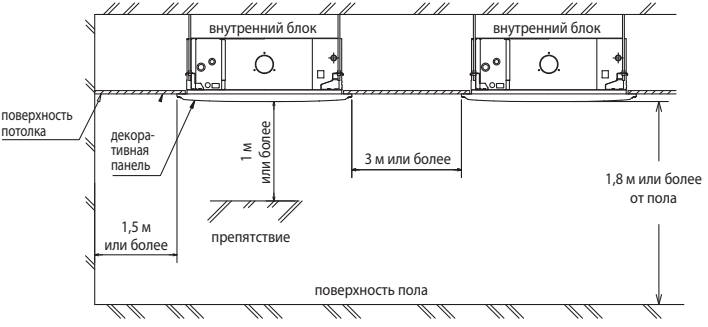 внутренний блок
внутренний блок
поверхность
потолка
декора-
тивная
панель
1 м
или более
3 м или более
1,8 м или более
от пола
1,5 м
или более
препятствие
поверхность пола